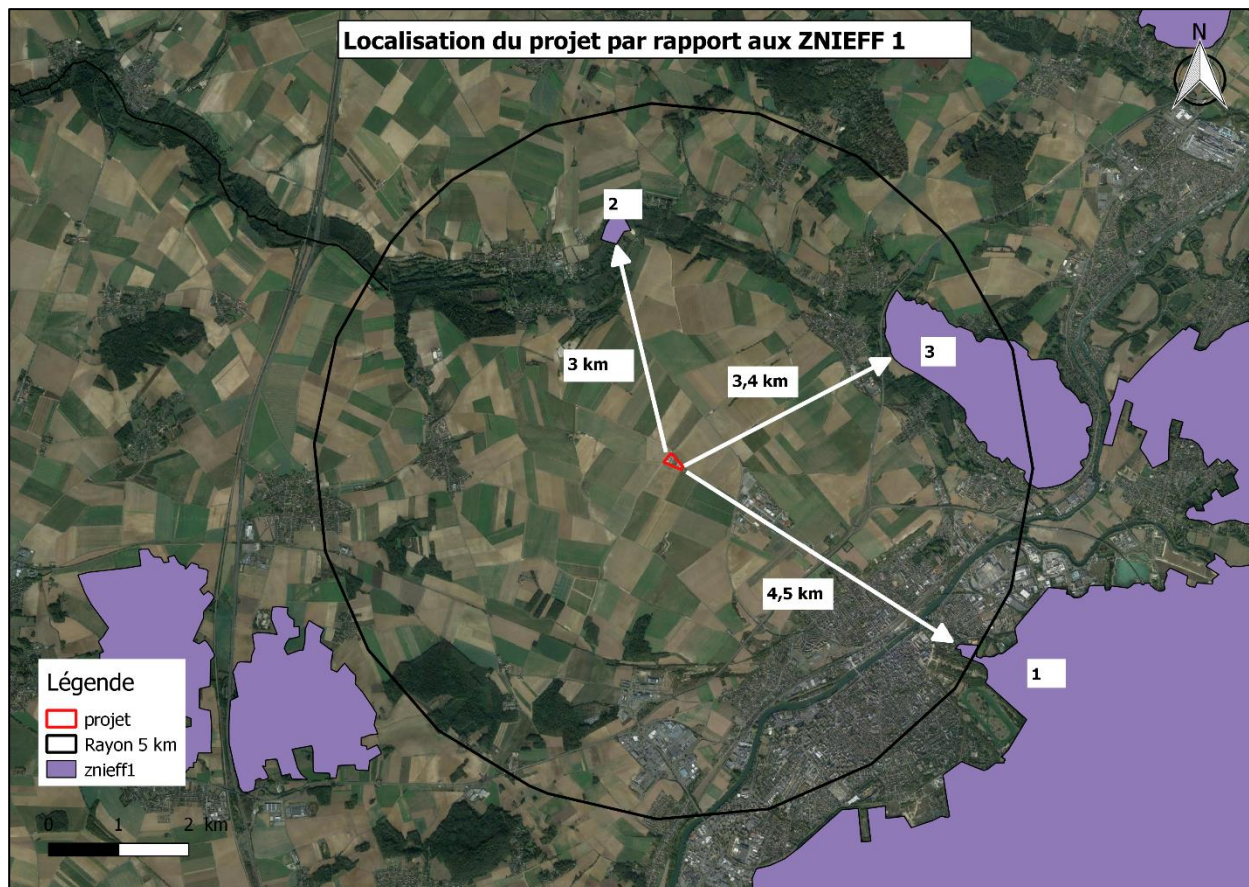 Localisation du projet par rapport aux ZNIEFF 1
N
2
3 km
3
3,4 km
4,5 km
1
Légende
projet
Rayon 5 km
znieff1
0 1 2 km